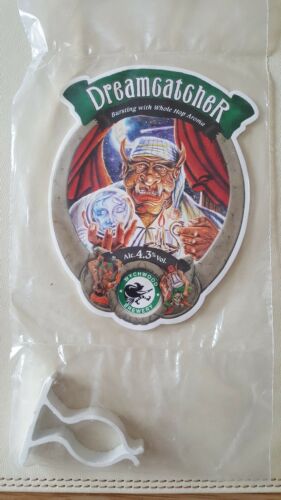 Dreamcatcher
Bursting with Whole Hop Aroma
Alc. 4.3% Vol.
WYCHWOOD
BREWERY